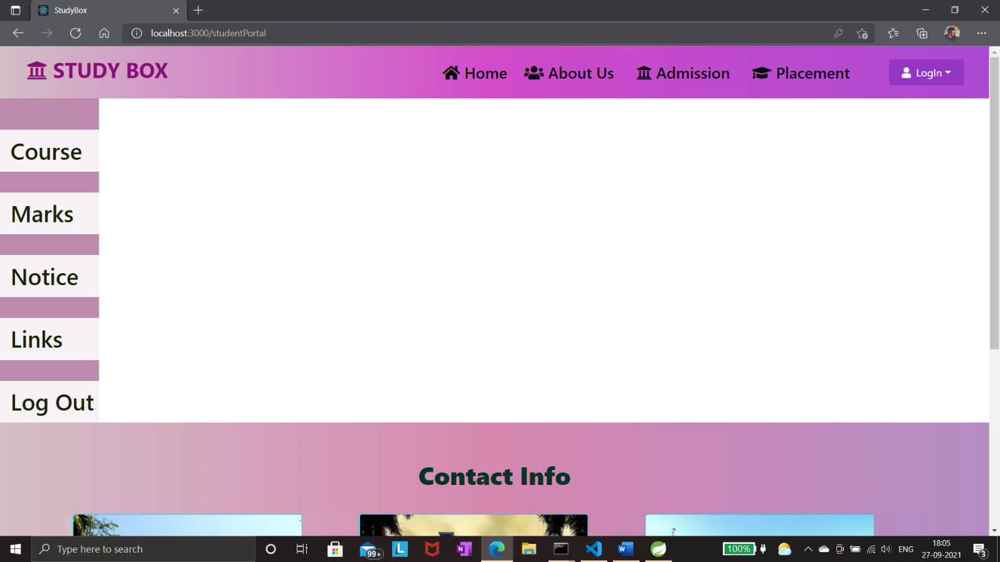 StudyBox
localhost:3000/studentPortal
STUDY BOX
Home
About Us
Admission
Placement
LogIn
Course
Marks
Notice
Links
Log Out
Contact Info
Type here to search
99+
L
N
W
100%
ENG
18:05
27-09-2021
3